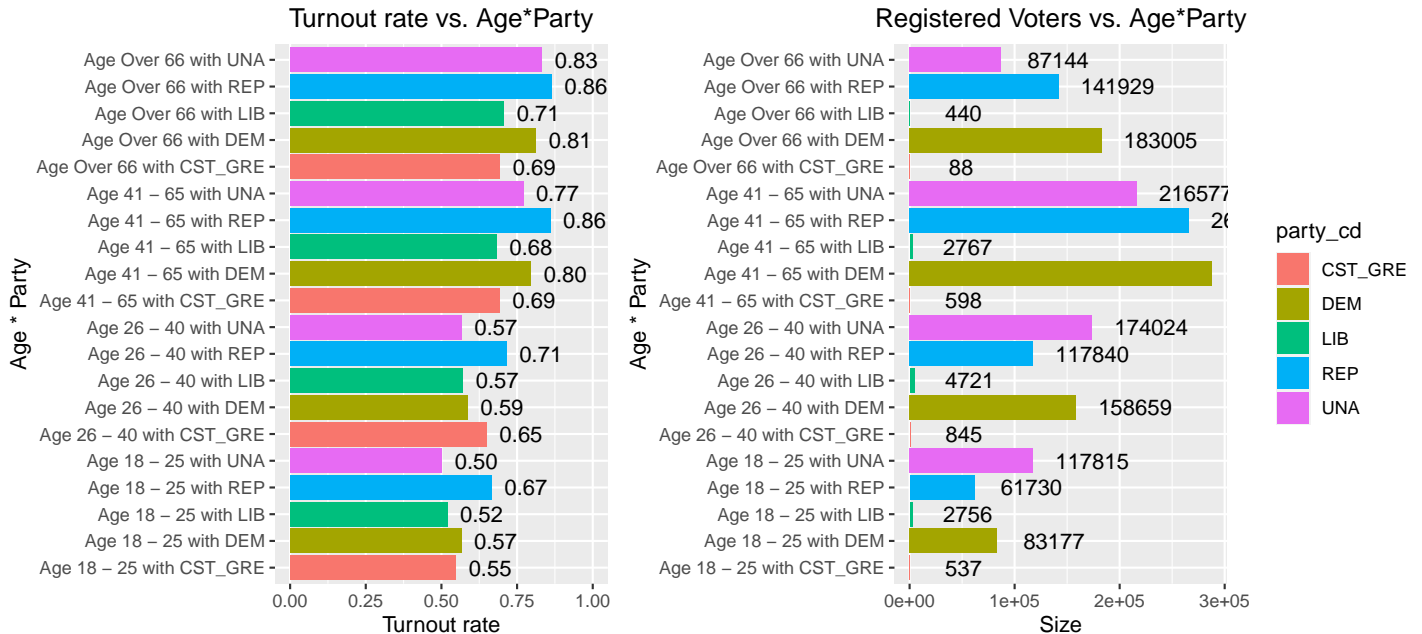 Turnout rate vs. Age*Party
Age * Party
Age Over 66 with UNA
0.83
Age Over 66 with REP
0.86
Age Over 66 with LIB
0.71
Age Over 66 with DEM
0.81
Age Over 66 with CST_GRE
0.69
Age 41 – 65 with UNA
0.77
Age 41 – 65 with REP
0.86
Age 41 – 65 with LIB
0.68
Age 41 – 65 with DEM
0.80
Age 41 – 65 with CST_GRE
0.69
Age 26 – 40 with UNA
0.57
Age 26 – 40 with REP
0.71
Age 26 – 40 with LIB
0.57
Age 26 – 40 with DEM
0.59
Age 26 – 40 with CST_GRE
0.65
Age 18 – 25 with UNA
0.50
Age 18 – 25 with REP
0.67
Age 18 – 25 with LIB
0.52
Age 18 – 25 with DEM
0.57
Age 18 – 25 with CST_GRE
0.55
0.00 0.25 0.50 0.75 1.00
Turnout rate
Registered Voters vs. Age*Party
Age * Party
Age Over 66 with UNA
87144
Age Over 66 with REP
141929
Age Over 66 with LIB
440
Age Over 66 with DEM
183005
Age Over 66 with CST_GRE
88
Age 41 – 65 with UNA
216577
Age 41 – 65 with REP
Age 41 – 65 with LIB
2767
Age 41 – 65 with DEM
Age 41 – 65 with CST_GRE
598
Age 26 – 40 with UNA
174024
Age 26 – 40 with REP
117840
Age 26 – 40 with LIB
4721
Age 26 – 40 with DEM
158659
Age 26 – 40 with CST_GRE
845
Age 18 – 25 with UNA
117815
Age 18 – 25 with REP
61730
Age 18 – 25 with LIB
2756
Age 18 – 25 with DEM
83177
Age 18 – 25 with CST_GRE
537
0e+00 1e+05 2e+05 3e+05
Size
party_cd
CST_GRE
DEM
LIB
REP
UNA